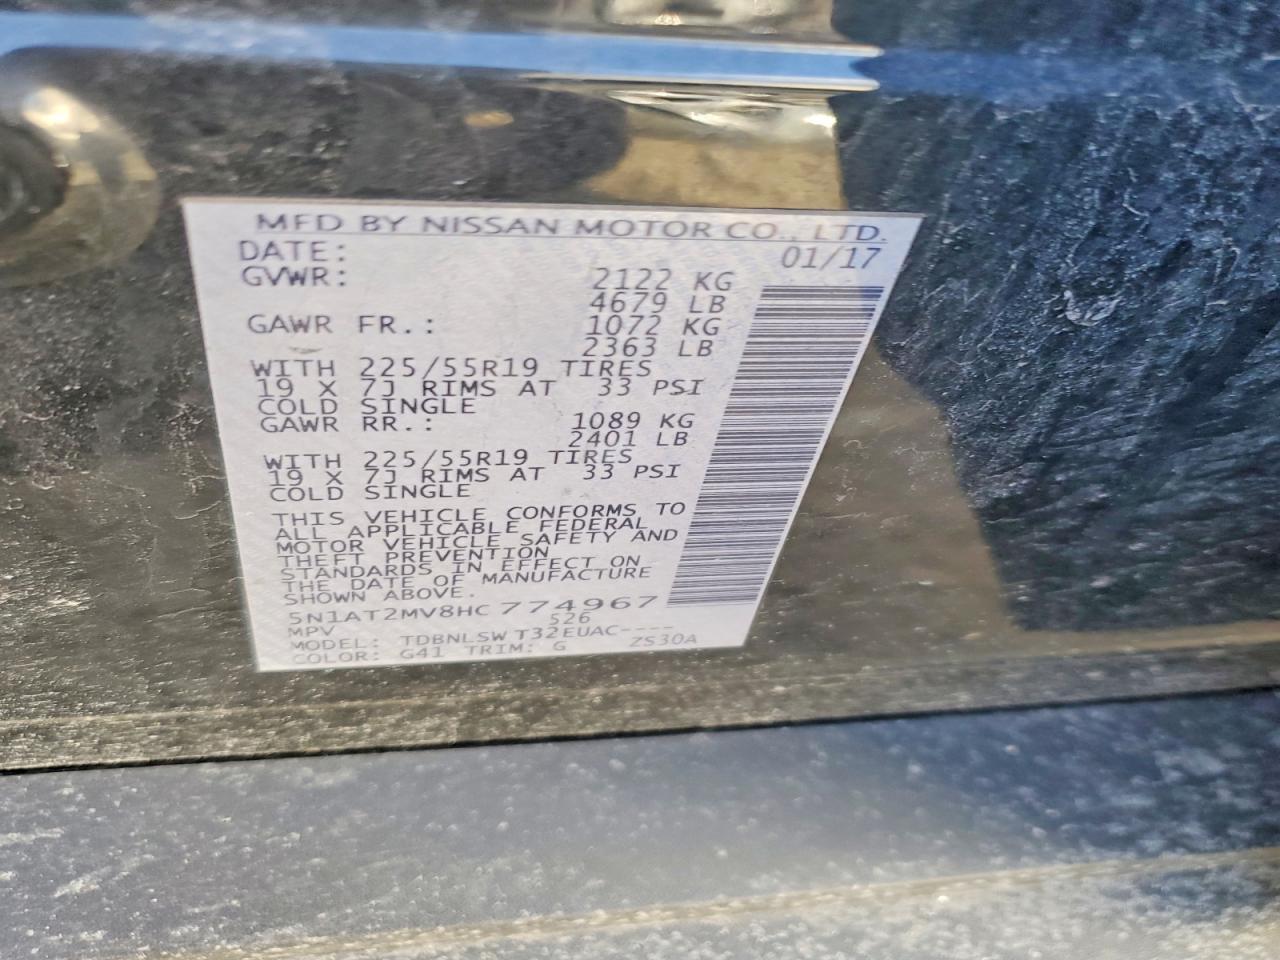 MFD BY NISSAN MOTOR CO., LTD.
DATE: 01/17
GVWR: 2122 KG
4679 LB
GAWR FR.: 1072 KG
2363 LB
WITH 225/55R19 TIRES
19 X 7J RIMS AT 33 PSI
COLD SINGLE
GAWR RR.: 1089 KG
2401 LB
WITH 225/55R19 TIRES
19 X 7J RIMS AT 33 PSI
COLD SINGLE
THIS VEHICLE CONFORMS TO
ALL APPLICABLE FEDERAL
MOTOR VEHICLE SAFETY AND
THEFT PREVENTION
STANDARDS IN EFFECT ON
THE DATE OF MANUFACTURE
SHOWN ABOVE.
5N1AT2MV8HC774967
MPV S26
MODEL: TDBNLSWT32EUAC----
COLOR: G41 TRIM: G ZS30A